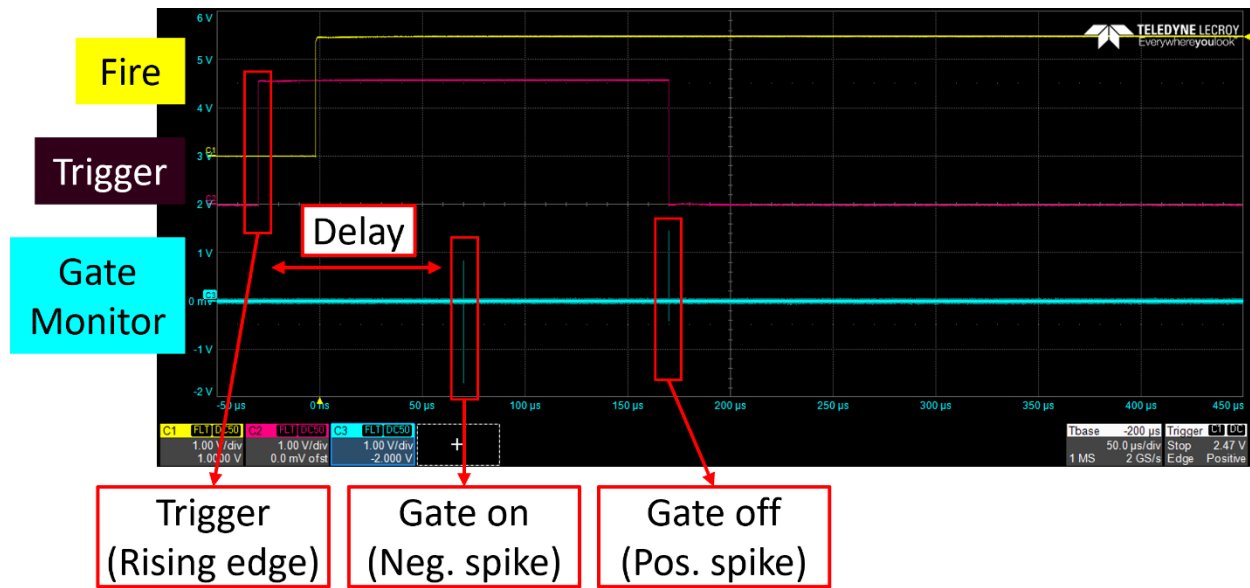 Fire
Trigger
Gate
Monitor
6 V
5 V
4 V
3 V
2 V
1 V
0 mV
-1 V
-2 V
C1
C3
TELEDYNE LECROY
Everywhereyoulook
Delay
-50 µs
0 ns
50 µs
100 µs
150 µs
200 µs
250 µs
300 µs
350 µs
400 µs
450 µs
C1 FLT DC50
1.00 V/div
1.0000 V
C2 FLT DC50
1.00 V/div
0.0 mV ofst
C3 FLT DC50
1.00 V/div
-2.000 V
+
Tbase -200 µs
50.0 µs/div
1 MS 2 GS/s
Trigger C1 DC
Stop 2.47 V
Edge Positive
Trigger
(Rising edge)
Gate on
(Neg. spike)
Gate off
(Pos. spike)